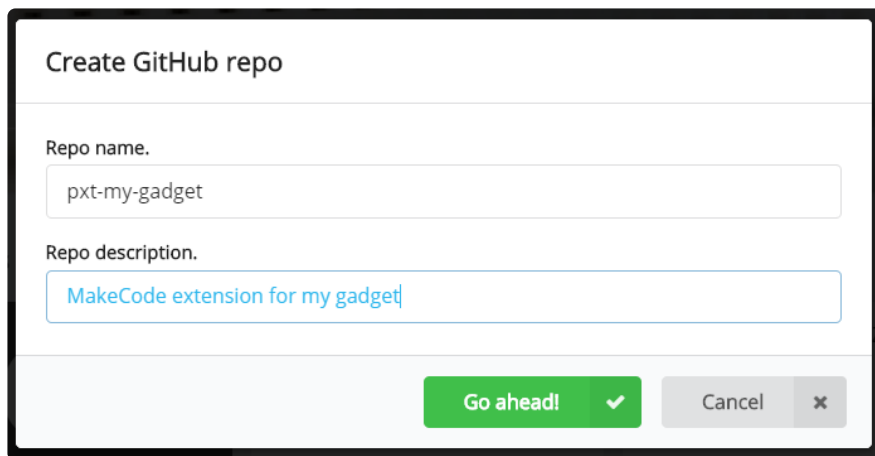 Create GitHub repo
Repo name.
pxt-my-gadget
Repo description.
MakeCode extension for my gadget
Go ahead!
Cancel